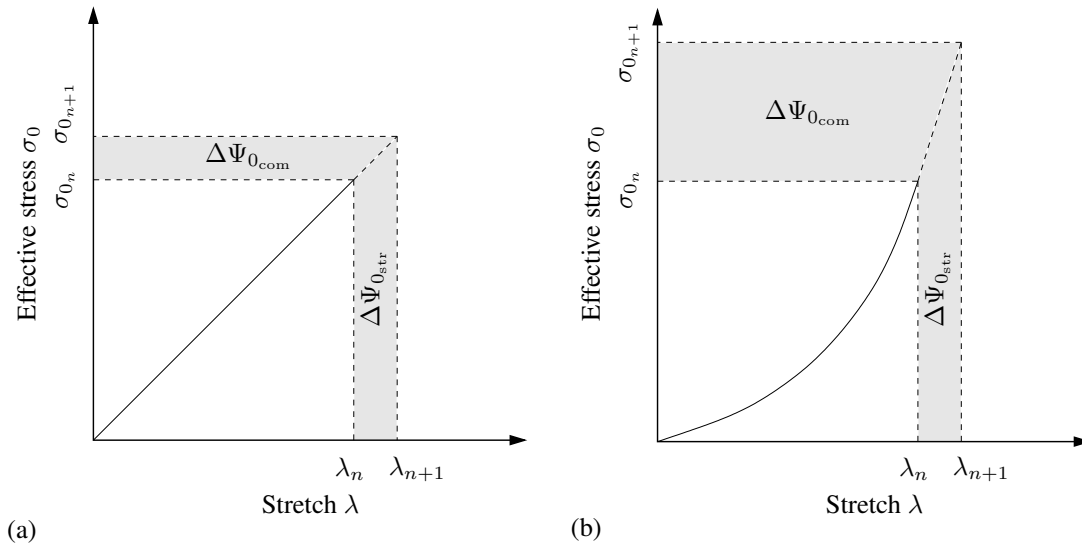 Effective stress σ₀
σ₀ₙ₊₁
σ₀ₙ
ΔΨ₀com
ΔΨ₀str
λₙ
λₙ₊₁
Stretch λ
(a)
Effective stress σ₀
σ₀ₙ₊₁
σ₀ₙ
ΔΨ₀com
ΔΨ₀str
λₙ
λₙ₊₁
Stretch λ
(b)